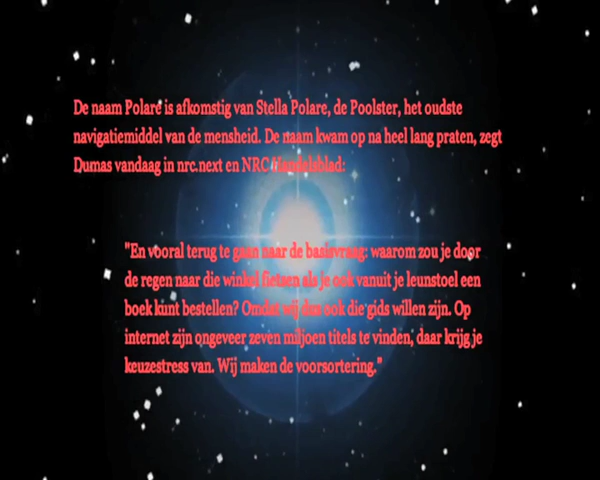 De naam Polare is afkomstig van Stella Polare, de Poolster, het oudste
navigatiemiddel van de mensheid. De naam kwam op na heel lang praten, zegt
Dumas vandaag in nrc.next en NRC Handelsblad:
"En vooral terug te gaan naar de basisvraag: waarom zou je door
de regen naar die winkel fietsen als je ook vanuit je leunstoel een
boek kunt bestellen? Omdat wij dan ook die gids willen zijn. Op
internet zijn ongeveer zeven miljoen titels te vinden, daar krijg je
keuzestress van. Wij maken de voorsortering."